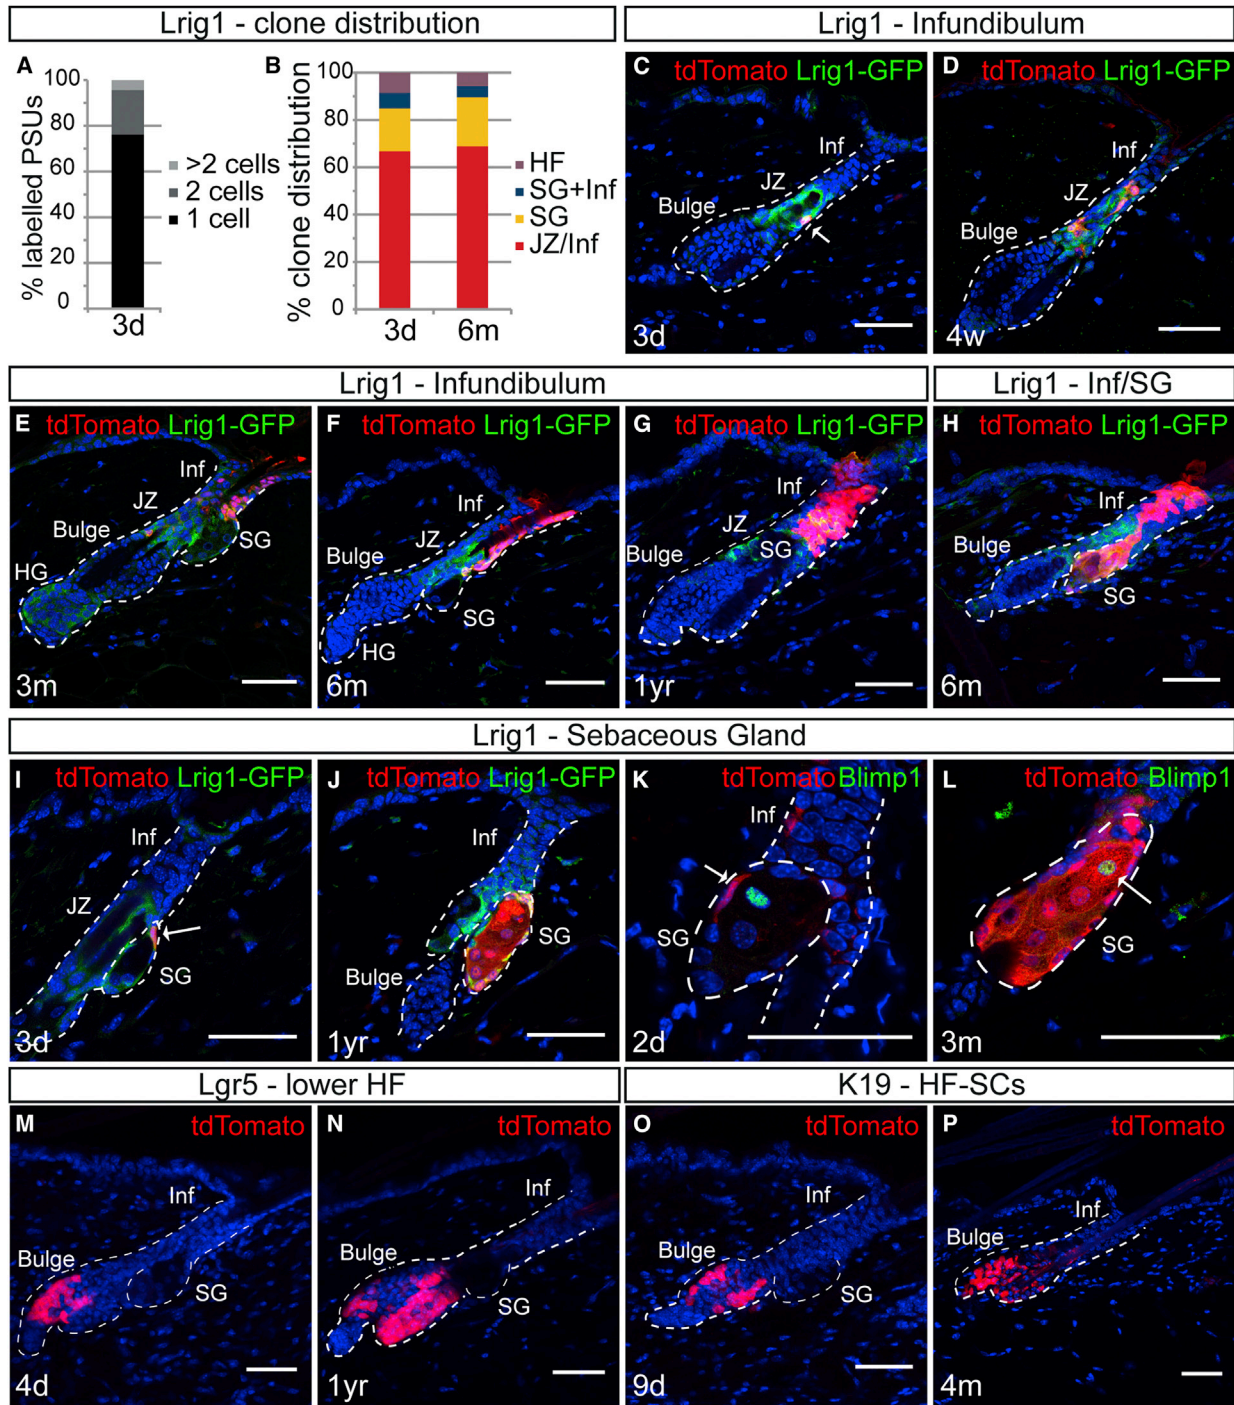 Lrig1 - clone distribution
Lrig1 - Infundibulum
A
100
80
60
40
20
0
% labelled PSUs
3d
>2 cells
2 cells
1 cell
B
100
80
60
40
20
0
% clone distribution
3d
6m
HF
SG+Inf
SG
JZ/Inf
C
tdTomato Lrig1-GFP
Inf
JZ
Bulge
3d
D
tdTomato Lrig1-GFP
Inf
JZ
Bulge
4w
Lrig1 - Infundibulum
Lrig1 - Inf/SG
E
tdTomato Lrig1-GFP
Inf
JZ
Bulge
SG
HG
3m
F
tdTomato Lrig1-GFP
Inf
JZ
Bulge
SG
HG
6m
G
tdTomato Lrig1-GFP
Inf
JZ
SG
Bulge
1yr
H
tdTomato Lrig1-GFP
Inf
Bulge
SG
6m
Lrig1 - Sebaceous Gland
I
tdTomato Lrig1-GFP
Inf
JZ
SG
3d
J
tdTomato Lrig1-GFP
Inf
SG
Bulge
1yr
K
tdTomato Blimp1
Inf
SG
2d
L
tdTomato Blimp1
SG
3m
Lgr5 - lower HF
K19 - HF-SCs
M
tdTomato
Inf
Bulge
SG
4d
N
tdTomato
Inf
Bulge
SG
1yr
O
tdTomato
Inf
Bulge
SG
9d
P
tdTomato
Inf
Bulge
4m